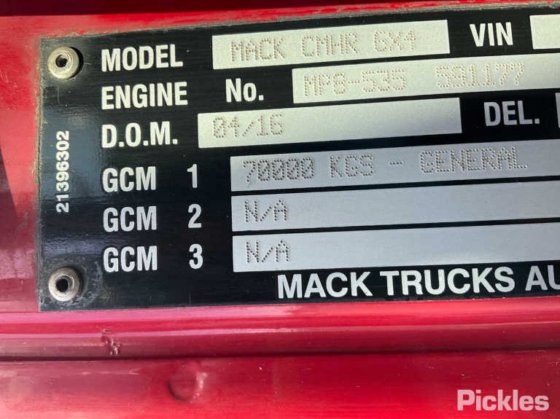 MODEL MACK CMHR 6X4 VIN
ENGINE No. MP8-535 591177
D.O.M. 04/16 DEL.
GCM 1 70000 KGS - GENERAL
GCM 2 N/A
GCM 3 N/A
MACK TRUCKS AU
21396302
Pickles